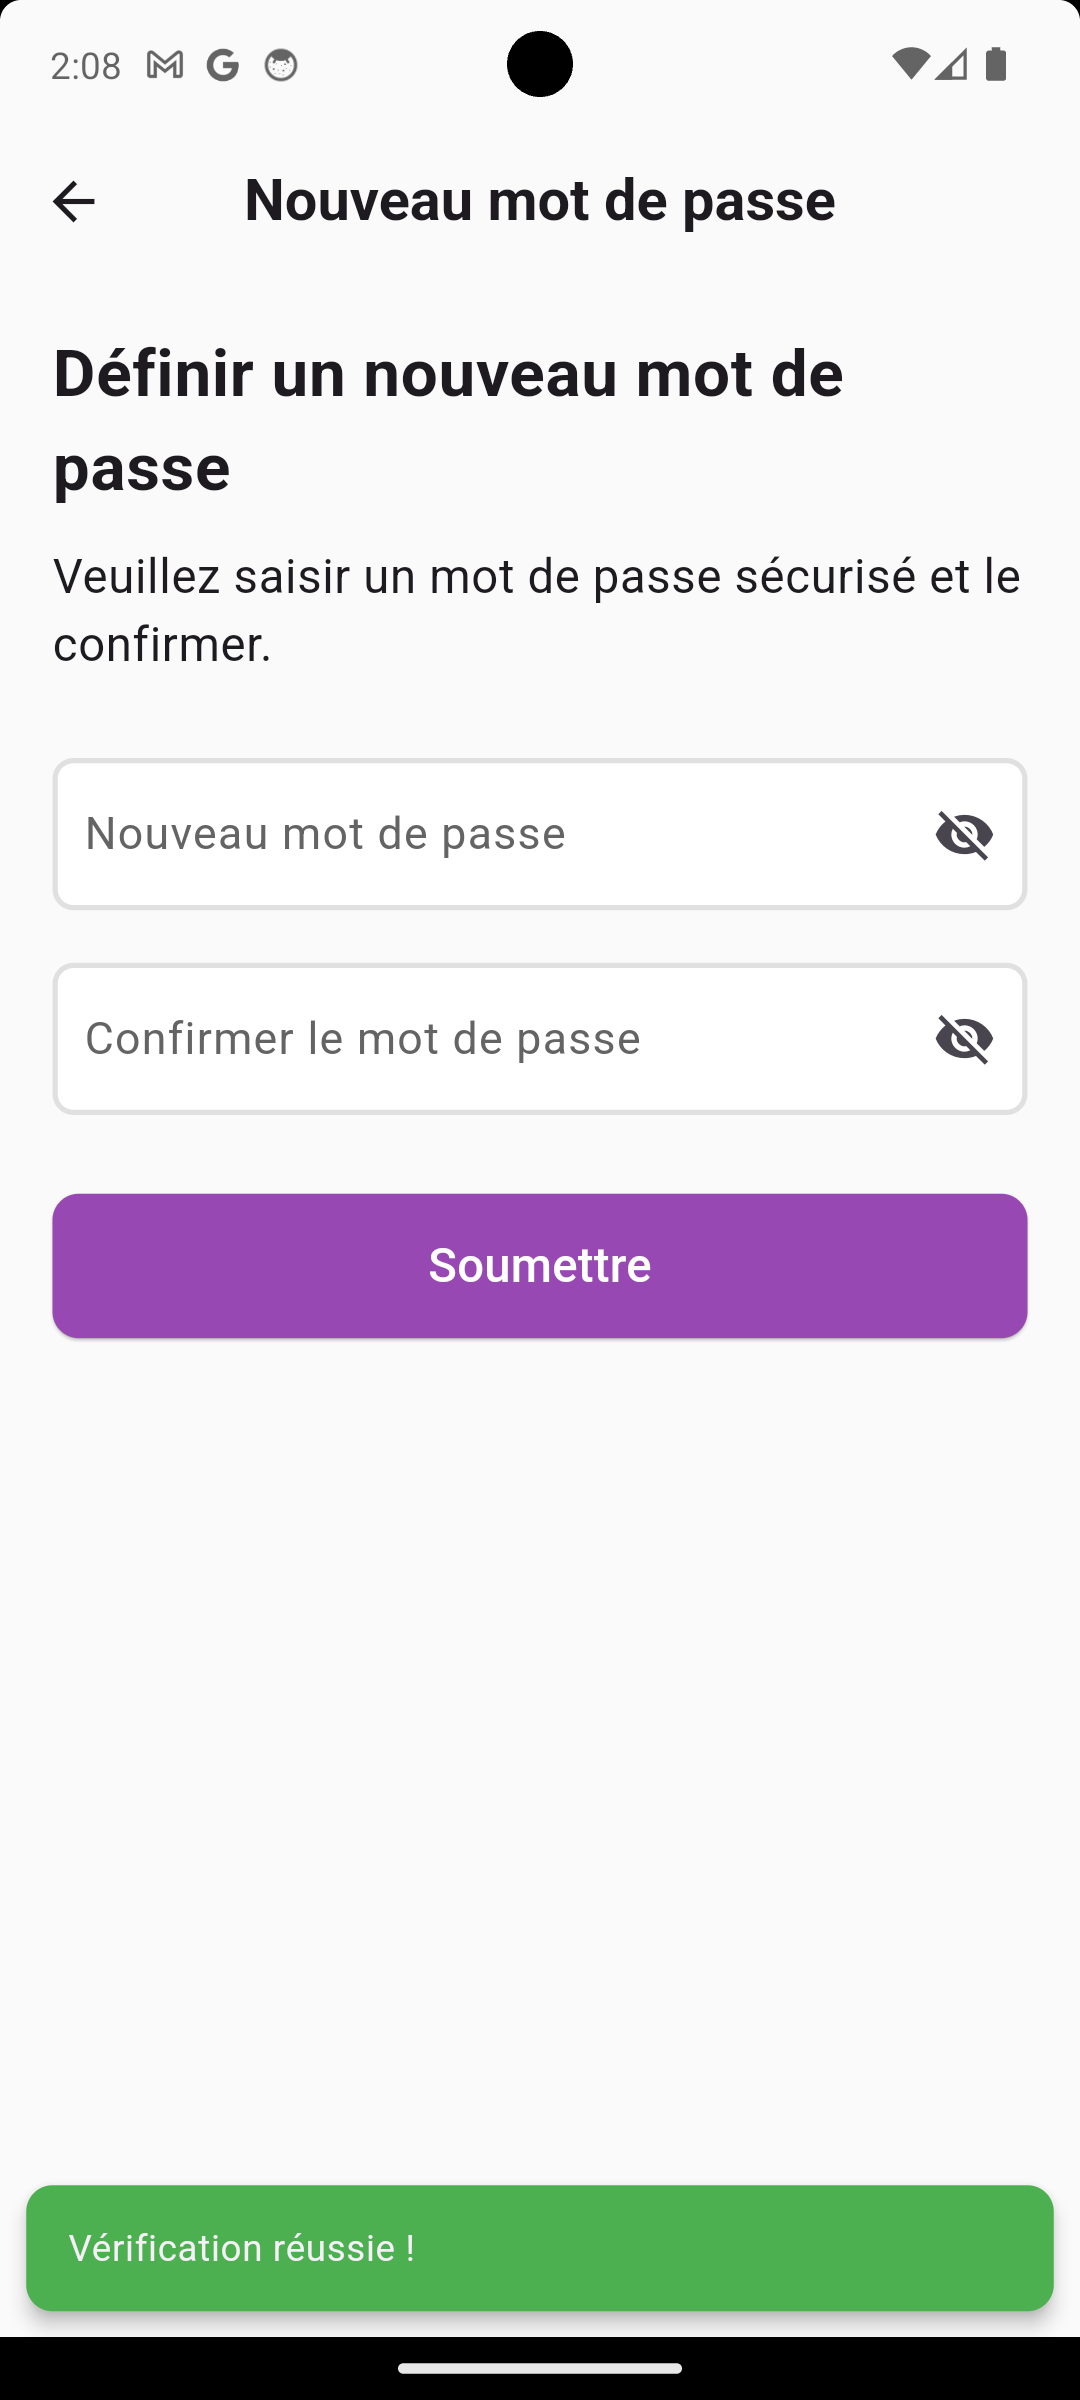 2:08
Nouveau mot de passe
Définir un nouveau mot de
passe
Veuillez saisir un mot de passe sécurisé et le
confirmer.
Nouveau mot de passe
Confirmer le mot de passe
Soumettre
Vérification réussie !